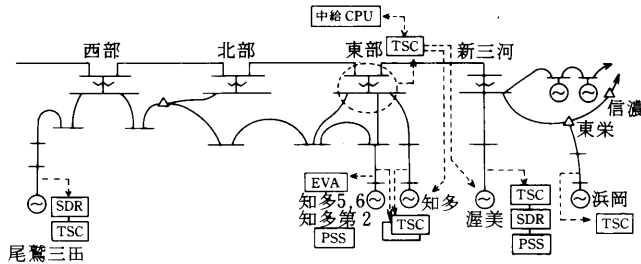 中給CPU
西部
北部
東部
TSC
新三河
信濃
東栄
EVA
知多5,6
知多第2
PSS
知多
TSC
渥美
TSC
SDR
PSS
浜岡
TSC
SDR
TSC
尾鷲三田